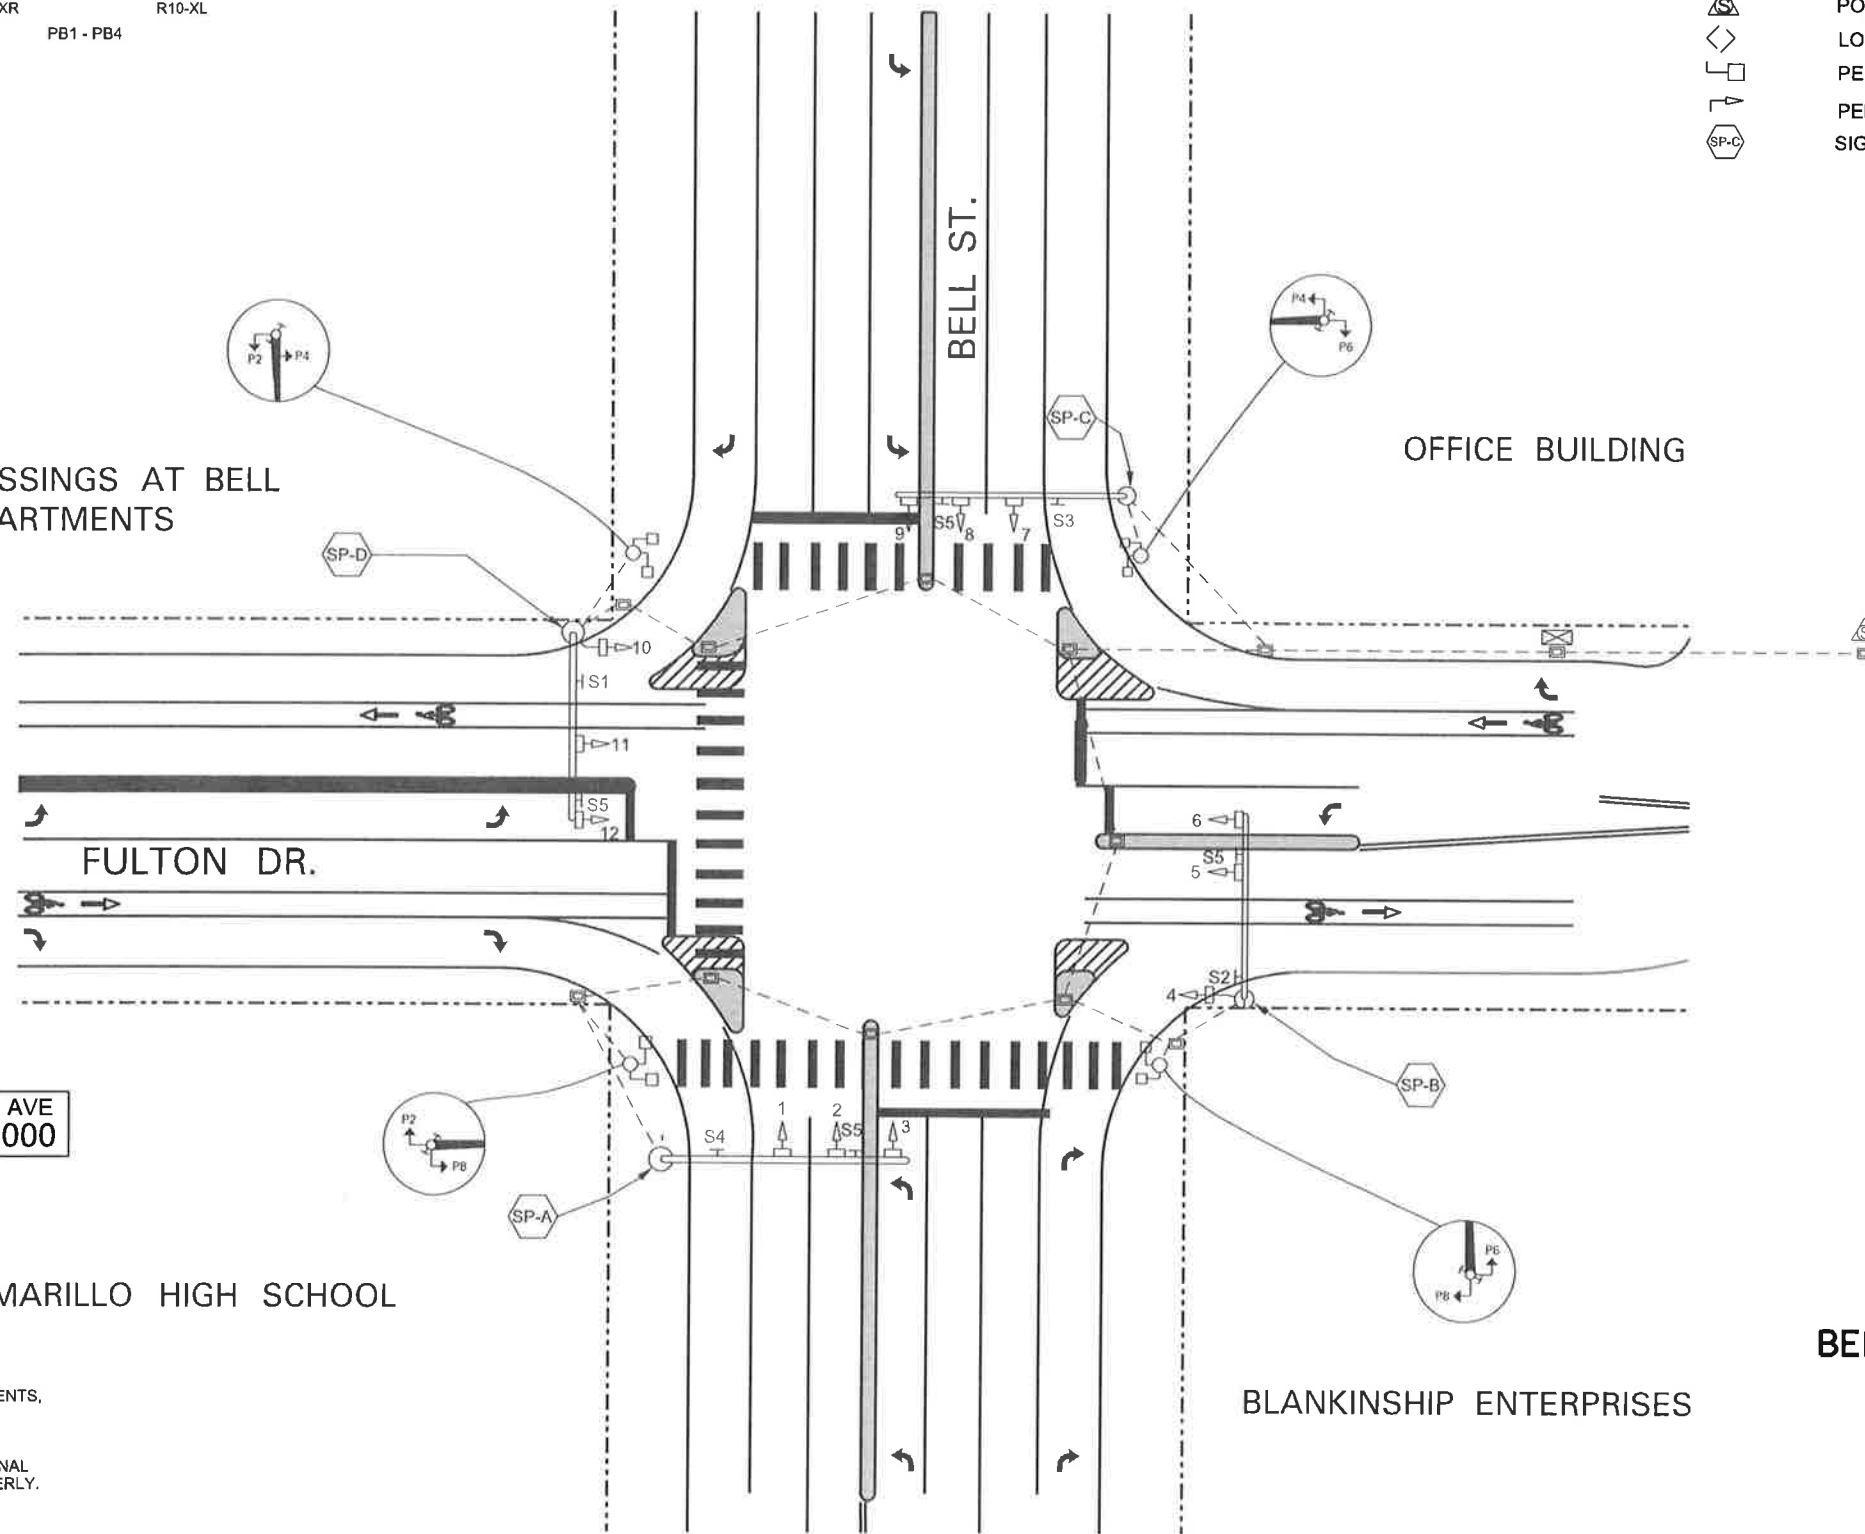 XR
R10-XL
PB1 - PB4
S
PO
LO
PE
PE
SP-C
SIG
BELL ST.
P2
P4
P4
P6
SP-C
OFFICE BUILDING
SSINGS AT BELL
ARTMENTS
SP-D
9
S5
8
7
S3
10
S1
11
S5
12
6
S5
5
FULTON DR.
S2
4
SP-B
AVE
000
P2
P8
1
2
S5
3
S4
SP-A
P6
P8
MARILLO HIGH SCHOOL
BEL
ENTS,
BLANKINSHIP ENTERPRISES
NAL
ERLY.